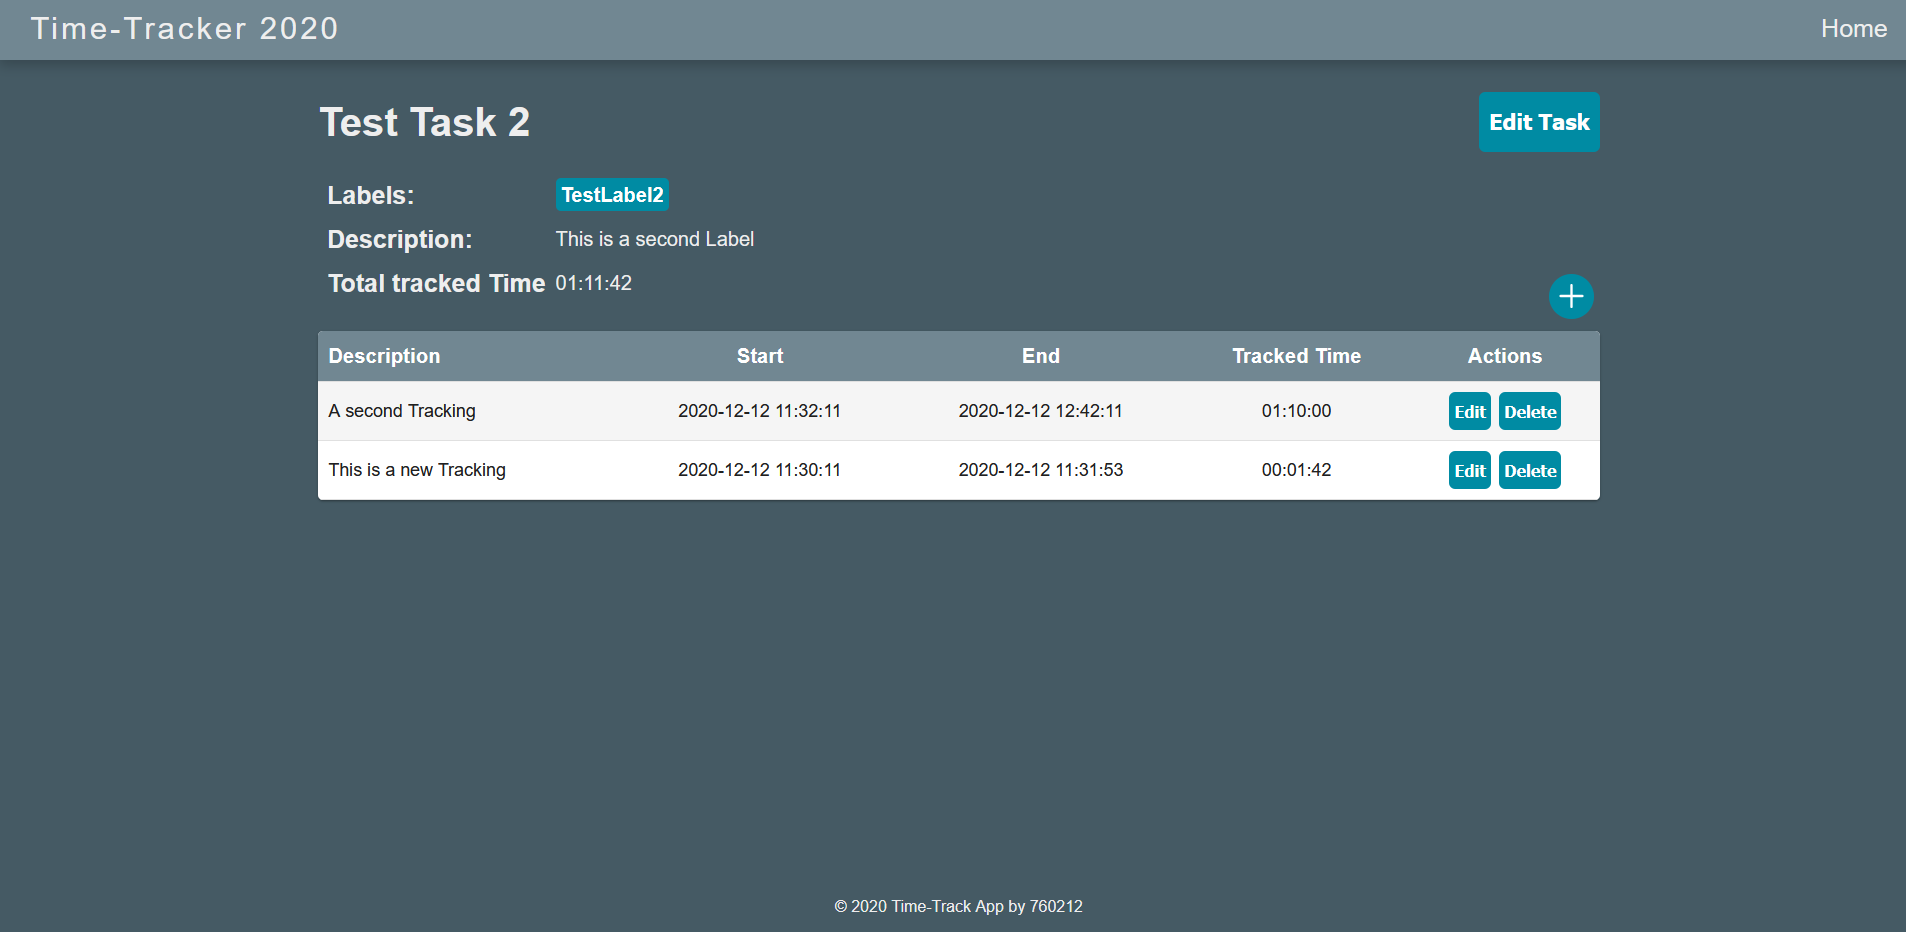 Time-Tracker 2020 Home
Test Task 2 Edit Task
Labels: TestLabel2
Description: This is a second Label
Total tracked Time 01:11:42
Description Start End Tracked Time Actions
A second Tracking 2020-12-12 11:32:11 2020-12-12 12:42:11 01:10:00 Edit Delete
This is a new Tracking 2020-12-12 11:30:11 2020-12-12 11:31:53 00:01:42 Edit Delete
© 2020 Time-Track App by 760212